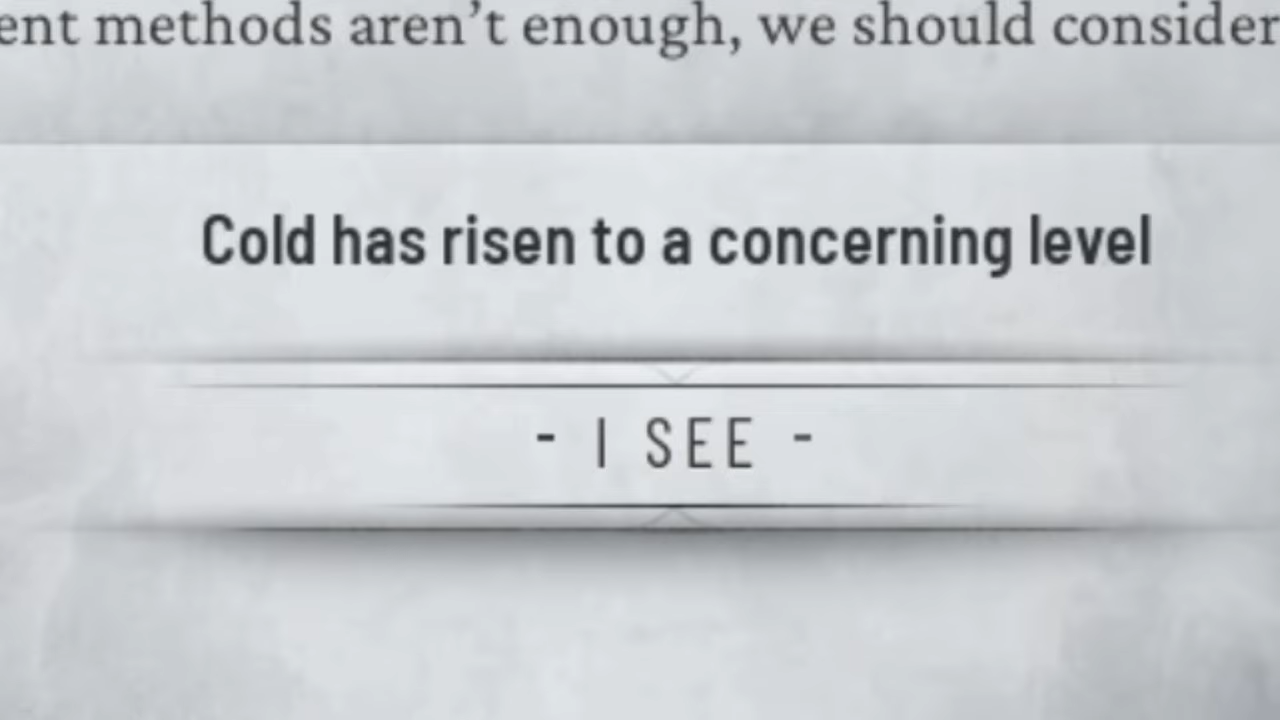 ent methods aren’t enough, we should consider
Cold has risen to a concerning level
- I SEE -